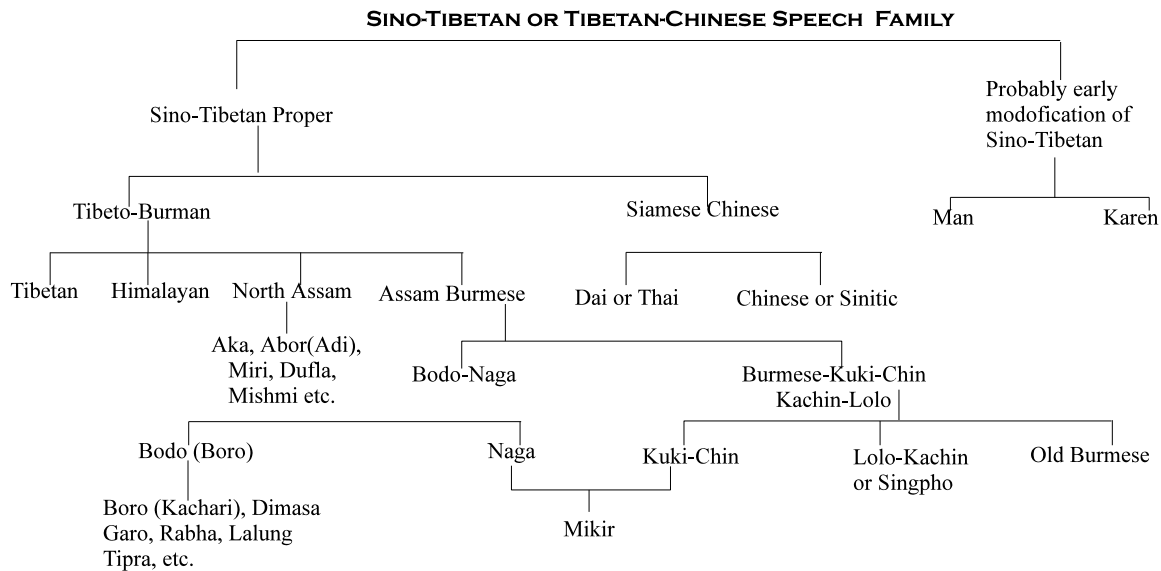 SINO-TIBETAN OR TIBETAN-CHINESE SPEECH FAMILY
Sino-Tibetan Proper
Probably early
modofication of
Sino-Tibetan
Tibeto-Burman
Siamese Chinese
Man
Karen
Tibetan
Himalayan
North Assam
Assam Burmese
Dai or Thai
Chinese or Sinitic
Aka, Abor(Adi),
Miri, Dufla,
Mishmi etc.
Bodo-Naga
Burmese-Kuki-Chin
Kachin-Lolo
Bodo (Boro)
Naga
Kuki-Chin
Lolo-Kachin
or Singpho
Old Burmese
Boro (Kachari), Dimasa
Garo, Rabha, Lalung
Tipra, etc.
Mikir